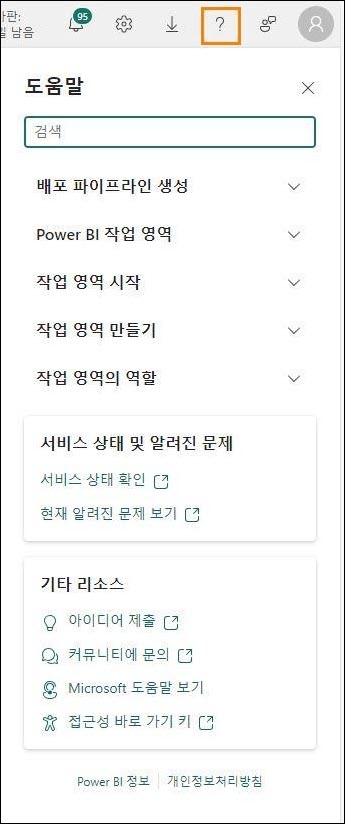 가판:
95
?
일 남음
도움말
검색
배포 파이프라인 생성
Power BI 작업 영역
작업 영역 시작
작업 영역 만들기
작업 영역의 역할
서비스 상태 및 알려진 문제
서비스 상태 확인
현재 알려진 문제 보기
기타 리소스
아이디어 제출
커뮤니티에 문의
Microsoft 도움말 보기
접근성 바로 가기 키
Power BI 정보
개인정보처리방침